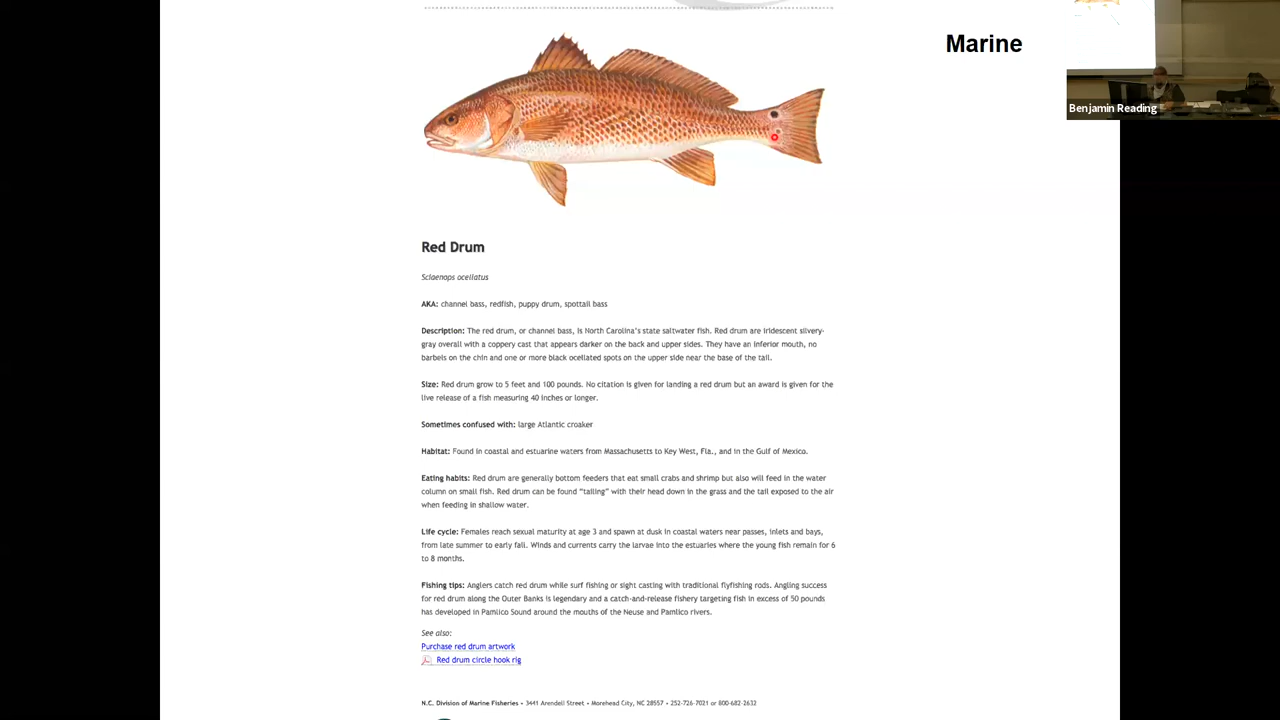 Marine
Benjamin Reading
Red Drum
Sciaenops ocellatus
AKA: channel bass, redfish, puppy drum, spottail bass
Description: The red drum, or channel bass, is North Carolina's state saltwater fish. Red drum are iridescent silvery-
gray overall with a coppery cast that appears darker on the back and upper sides. They have an inferior mouth, no
barbels on the chin and one or more black ocellated spots on the upper side near the base of the tail.
Size: Red drum grow to 5 feet and 100 pounds. No citation is given for landing a red drum but an award is given for the
live release of a fish measuring 40 inches or longer.
Sometimes confused with: large Atlantic croaker
Habitat: Found in coastal and estuarine waters from Massachusetts to Key West, Fla., and in the Gulf of Mexico.
Eating habits: Red drum are generally bottom feeders that eat small crabs and shrimp but also will feed in the water
column on small fish. Red drum can be found "tailing" with their head down in the grass and the tail exposed to the air
when feeding in shallow water.
Life cycle: Females reach sexual maturity at age 3 and spawn at dusk in coastal waters near passes, inlets and bays,
from late summer to early fall. Winds and currents carry the larvae into the estuaries where the young fish remain for 6
to 8 months.
Fishing tips: Anglers catch red drum while surf fishing or sight casting with traditional flyfishing rods. Angling success
for red drum along the Outer Banks is legendary and a catch-and-release fishery targeting fish in excess of 50 pounds
has developed in Pamlico Sound around the mouths of the Neuse and Pamlico rivers.
See also:
Purchase red drum artwork
Red drum circle hook rig
N.C. Division of Marine Fisheries • 3441 Arendell Street • Morehead City, NC 28557 • 252-726-7021 or 800-682-2632